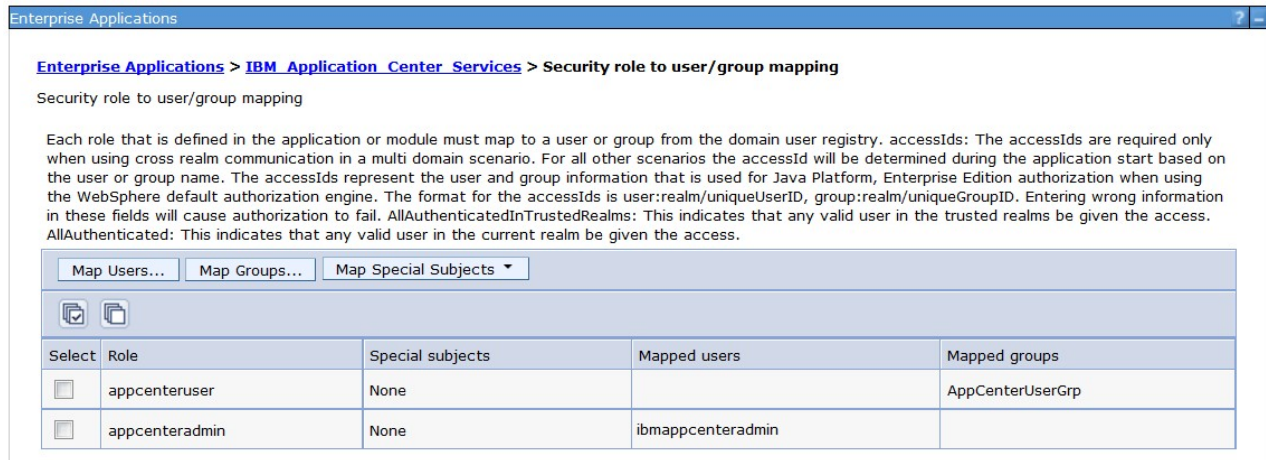 Enterprise Applications ? –
Enterprise Applications > IBM_Application_Center_Services > Security role to user/group mapping
Security role to user/group mapping
Each role that is defined in the application or module must map to a user or group from the domain user registry. accessIds: The accessIds are required only
when using cross realm communication in a multi domain scenario. For all other scenarios the accessId will be determined during the application start based on
the user or group name. The accessIds represent the user and group information that is used for Java Platform, Enterprise Edition authorization when using
the WebSphere default authorization engine. The format for the accessIds is user:realm/uniqueUserID, group:realm/uniqueGroupID. Entering wrong information
in these fields will cause authorization to fail. AllAuthenticatedInTrustedRealms: This indicates that any valid user in the trusted realms be given the access.
AllAuthenticated: This indicates that any valid user in the current realm be given the access.
Map Users... Map Groups... Map Special Subjects
Select Role Special subjects Mapped users Mapped groups
appcenteruser None AppCenterUserGrp
appcenteradmin None ibmappcenteradmin